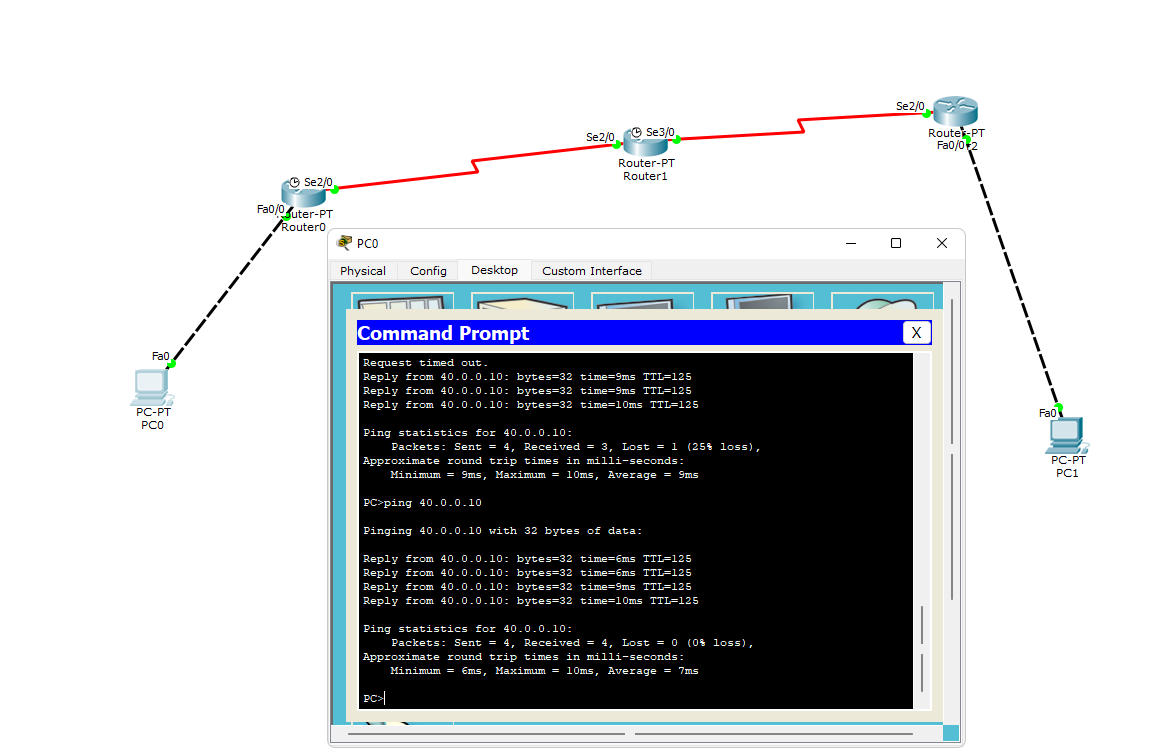 Se2/0
Router-PT
Fa0/0
Se2/0
Se3/0
Router-PT
Router1
Se2/0
Fa0/0
Router0
Fa0
PC-PT
PC0
Fa0
PC-PT
PC1
PC0
Physical
Config
Desktop
Custom Interface
Command Prompt
X
Request timed out.
Reply from 40.0.0.10: bytes=32 time=9ms TTL=125
Reply from 40.0.0.10: bytes=32 time=9ms TTL=125
Reply from 40.0.0.10: bytes=32 time=10ms TTL=125
Ping statistics for 40.0.0.10:
Packets: Sent = 4, Received = 3, Lost = 1 (25% loss),
Approximate round trip times in milli-seconds:
Minimum = 9ms, Maximum = 10ms, Average = 9ms
PC>ping 40.0.0.10
Pinging 40.0.0.10 with 32 bytes of data:
Reply from 40.0.0.10: bytes=32 time=6ms TTL=125
Reply from 40.0.0.10: bytes=32 time=6ms TTL=125
Reply from 40.0.0.10: bytes=32 time=9ms TTL=125
Reply from 40.0.0.10: bytes=32 time=10ms TTL=125
Ping statistics for 40.0.0.10:
Packets: Sent = 4, Received = 4, Lost = 0 (0% loss),
Approximate round trip times in milli-seconds:
Minimum = 6ms, Maximum = 10ms, Average = 7ms
PC>